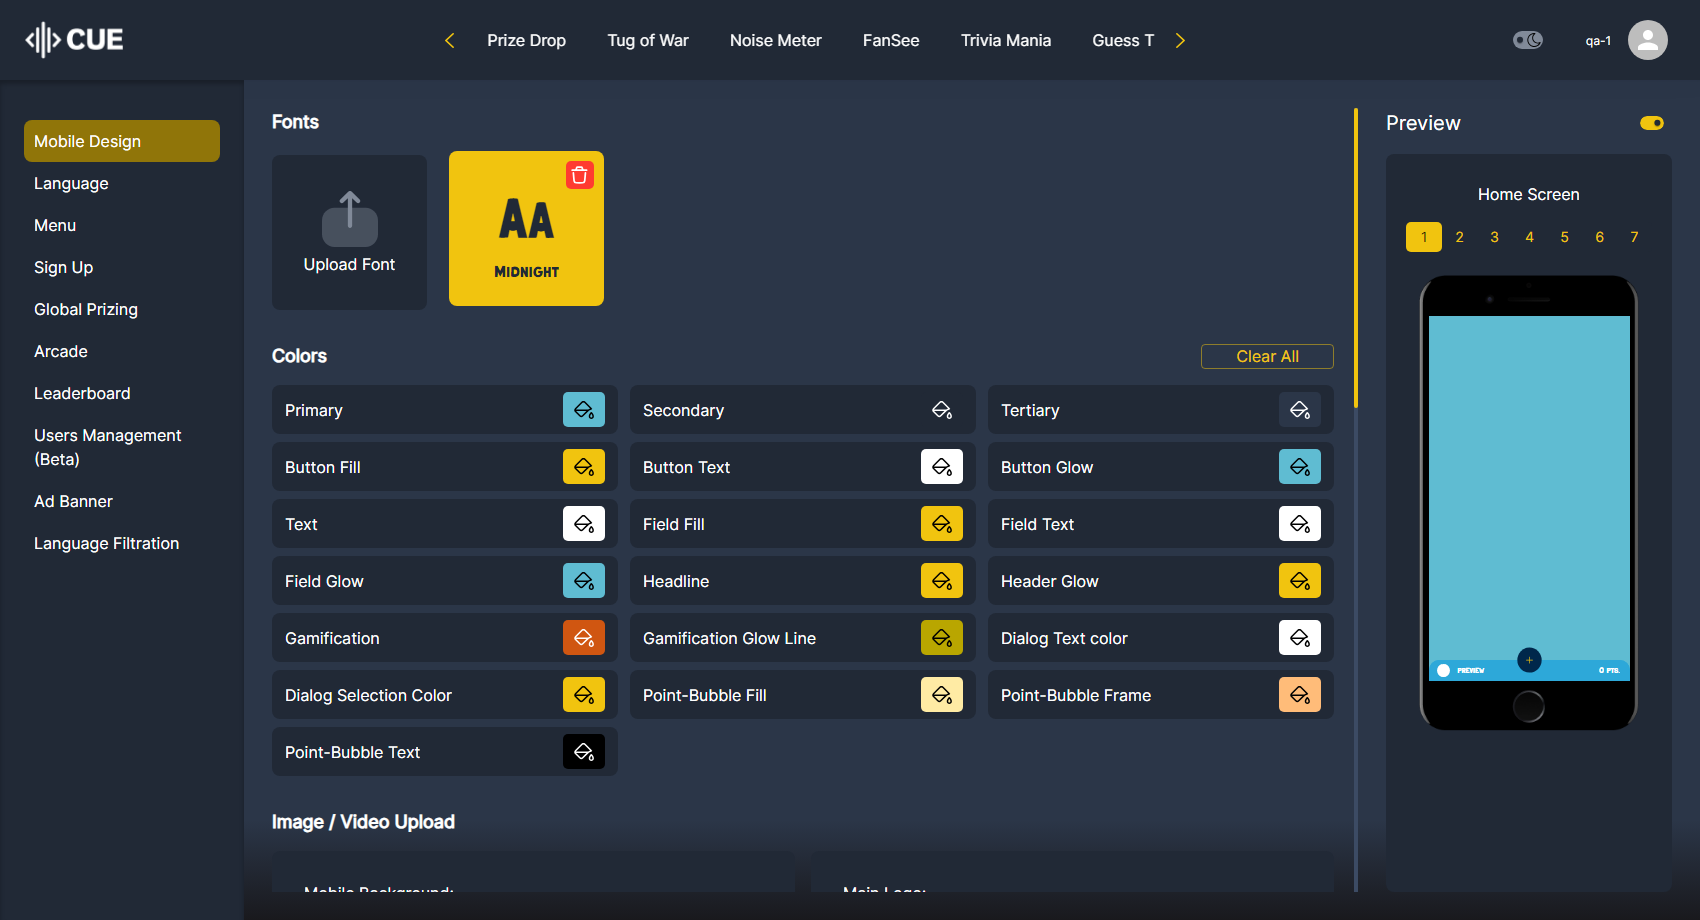 CUE
Prize Drop
Tug of War
Noise Meter
FanSee
Trivia Mania
Guess T
qa-1
Mobile Design
Language
Menu
Sign Up
Global Prizing
Arcade
Leaderboard
Users Management
(Beta)
Ad Banner
Language Filtration
Fonts
Upload Font
AA
MIDNIGHT
Colors
Clear All
Primary
Secondary
Tertiary
Button Fill
Button Text
Button Glow
Text
Field Fill
Field Text
Field Glow
Headline
Header Glow
Gamification
Gamification Glow Line
Dialog Text color
Dialog Selection Color
Point-Bubble Fill
Point-Bubble Frame
Point-Bubble Text
Image / Video Upload
Mobile Background:
Main Logo:
Preview
Home Screen
1 2 3 4 5 6 7
+
PREVIEW
0 PTS.